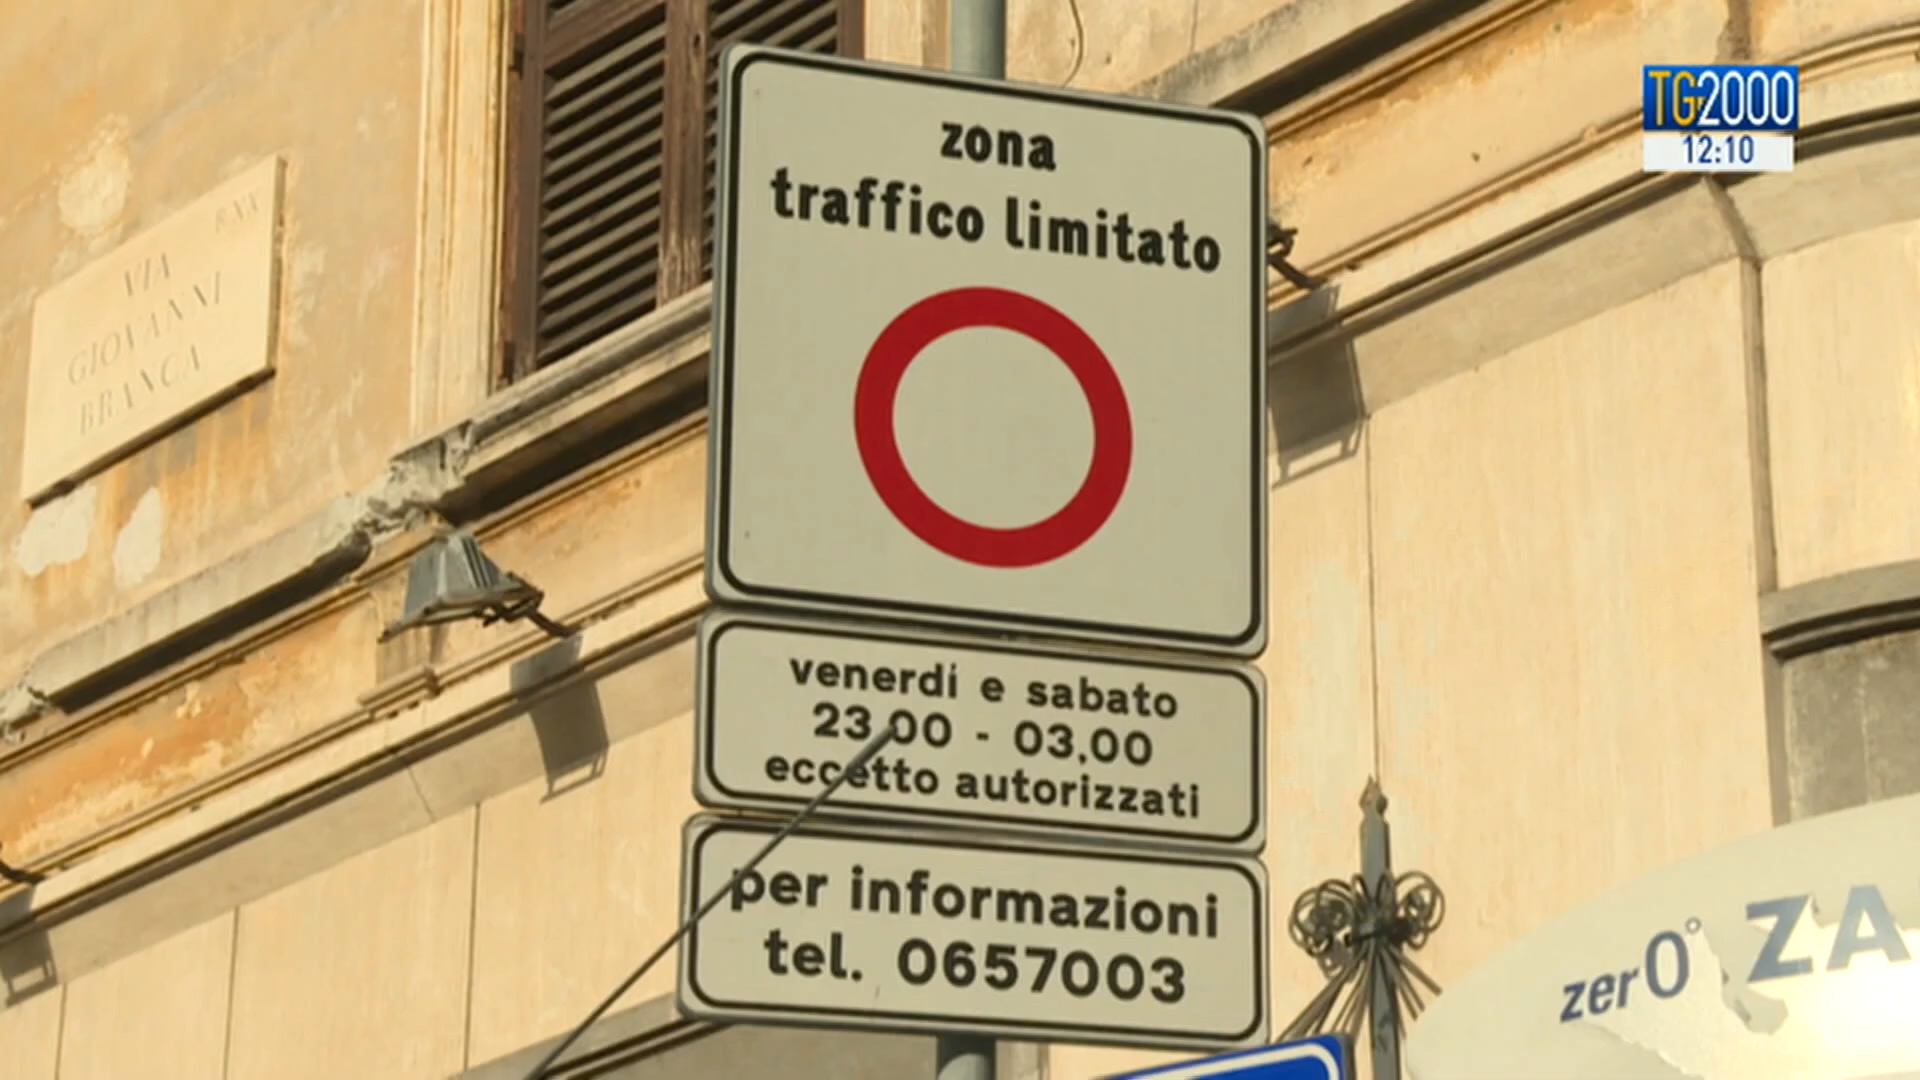 TG2000
12:10
zona
traffico limitato
venerdí e sabato
23,00 - 03,00
eccetto autorizzati
per informazioni
tel. 0657003
VIA
GIOVANNI
BRANCA
zer0°
ZA